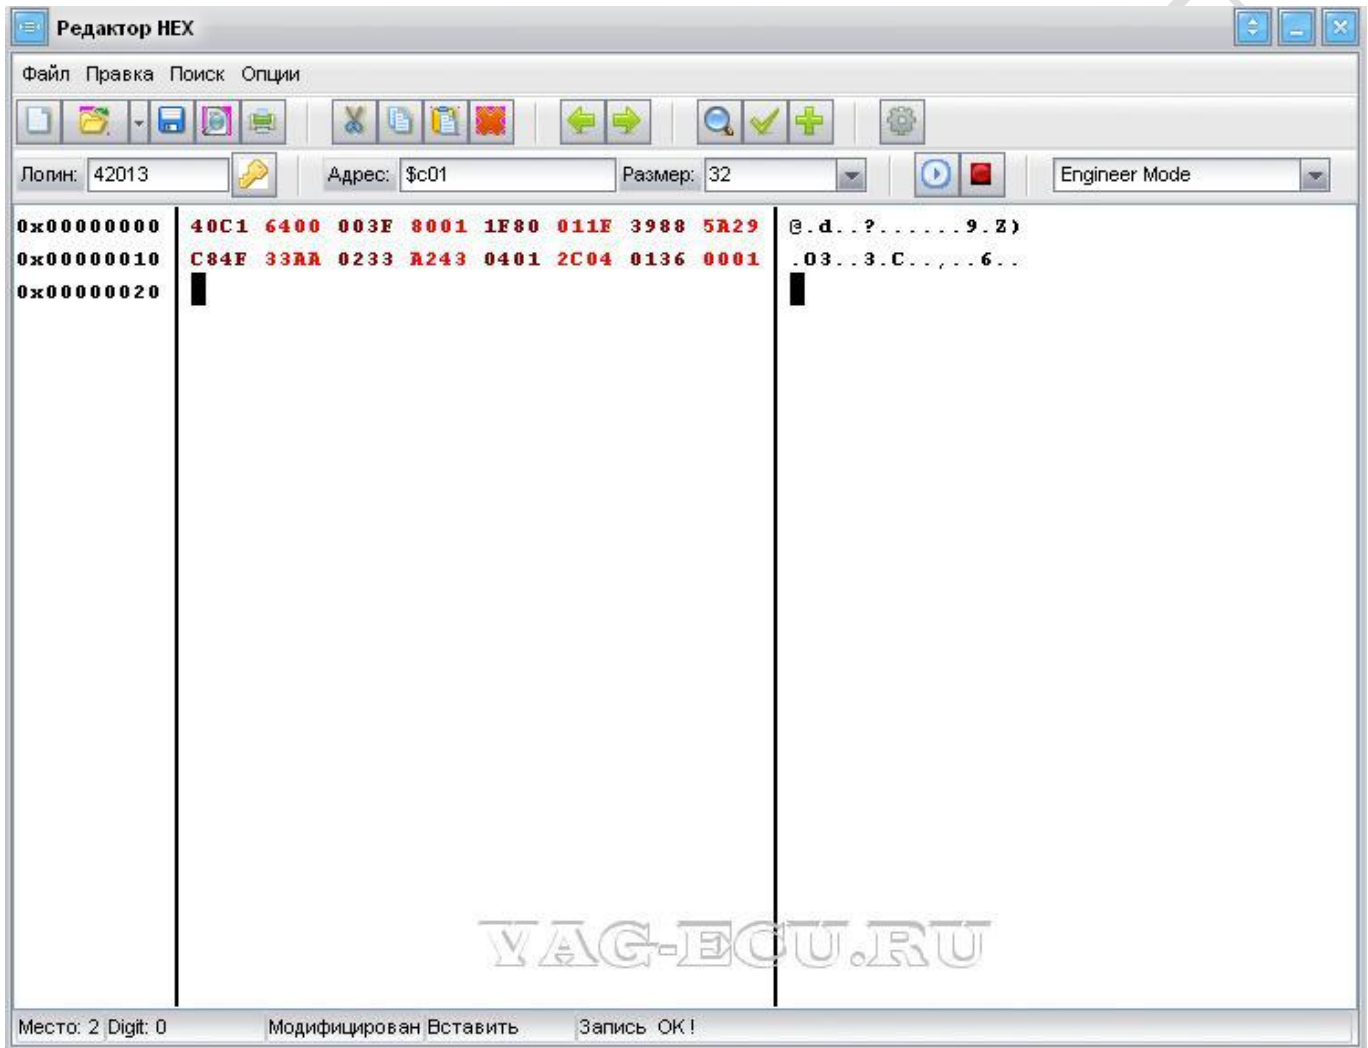 Редактор HEX
Файл Правка Поиск Опции
Логин: 42013 Адрес: $c01 Размер: 32 Engineer Mode
0x00000000 40C1 6400 003F 8001 1F80 011F 3988 5A29 @.d..?......9.Z)
0x00000010 C84F 33AA 0233 A243 0401 2C04 0136 0001 .O3..3.C..,..6..
0x00000020
VAG-ECU.RU
Место: 2 Digit: 0 Модифицирован Вставить Запись OK !